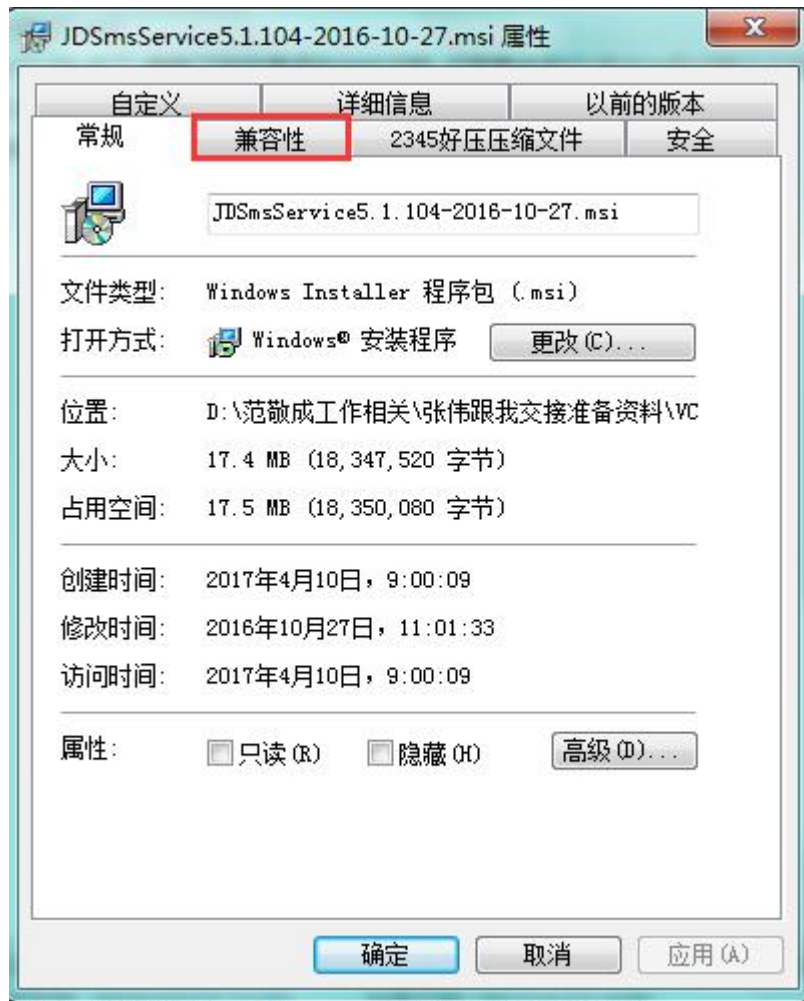 JDSmsService5.1.104-2016-10-27.msi 属性
自定义 详细信息 以前的版本
常规 兼容性 2345好压压缩文件 安全
JDSmsService5.1.104-2016-10-27.msi
文件类型: Windows Installer 程序包 (.msi)
打开方式: Windows® 安装程序 更改(C)...
位置: D:\范敬成工作相关\张伟跟我交接准备资料\VC
大小: 17.4 MB (18,347,520 字节)
占用空间: 17.5 MB (18,350,080 字节)
创建时间: 2017年4月10日，9:00:09
修改时间: 2016年10月27日，11:01:33
访问时间: 2017年4月10日，9:00:09
属性: 只读(R) 隐藏(H) 高级(D)...
确定 取消 应用(A)